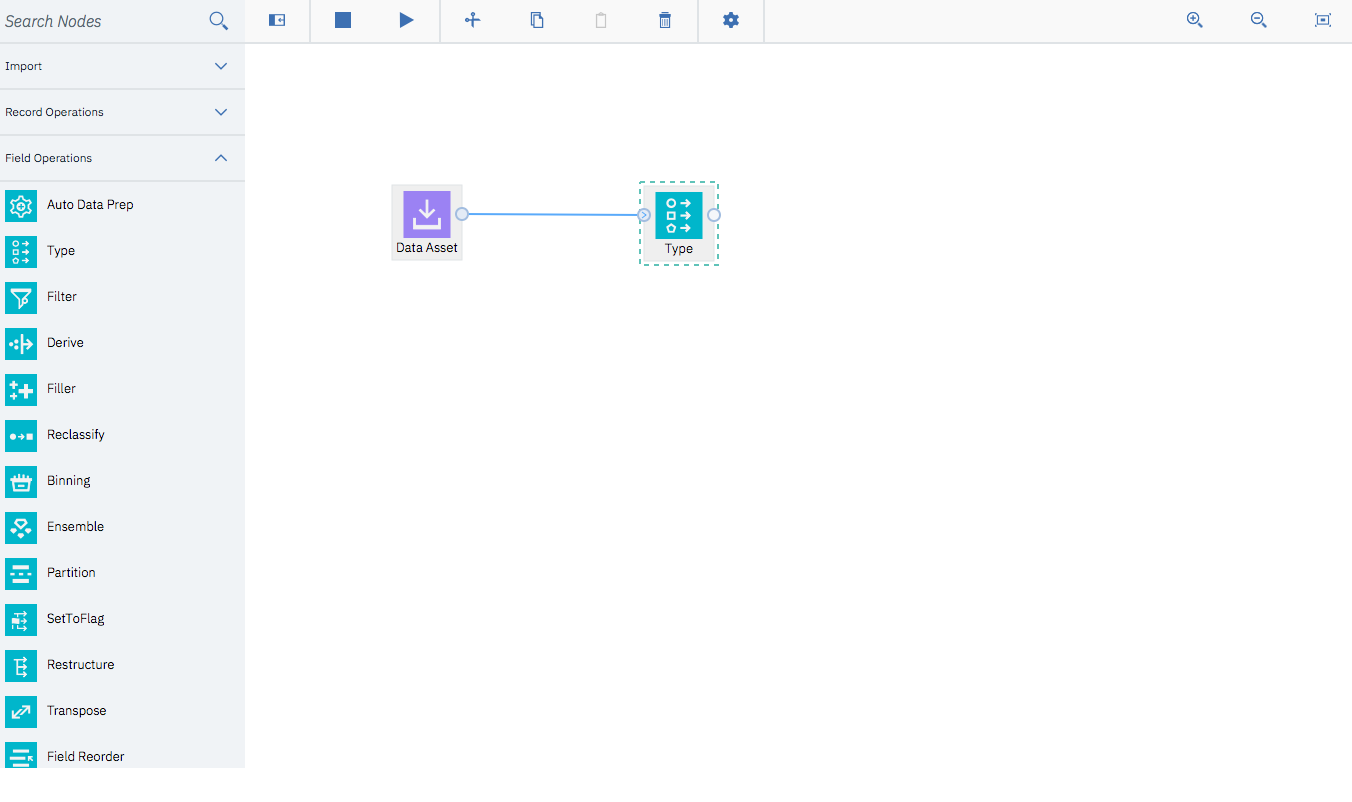 Search Nodes
Import
Record Operations
Field Operations
Auto Data Prep
Type
Filter
Derive
Filler
Reclassify
Binning
Ensemble
Partition
SetToFlag
Restructure
Transpose
Field Reorder
Data Asset
Type